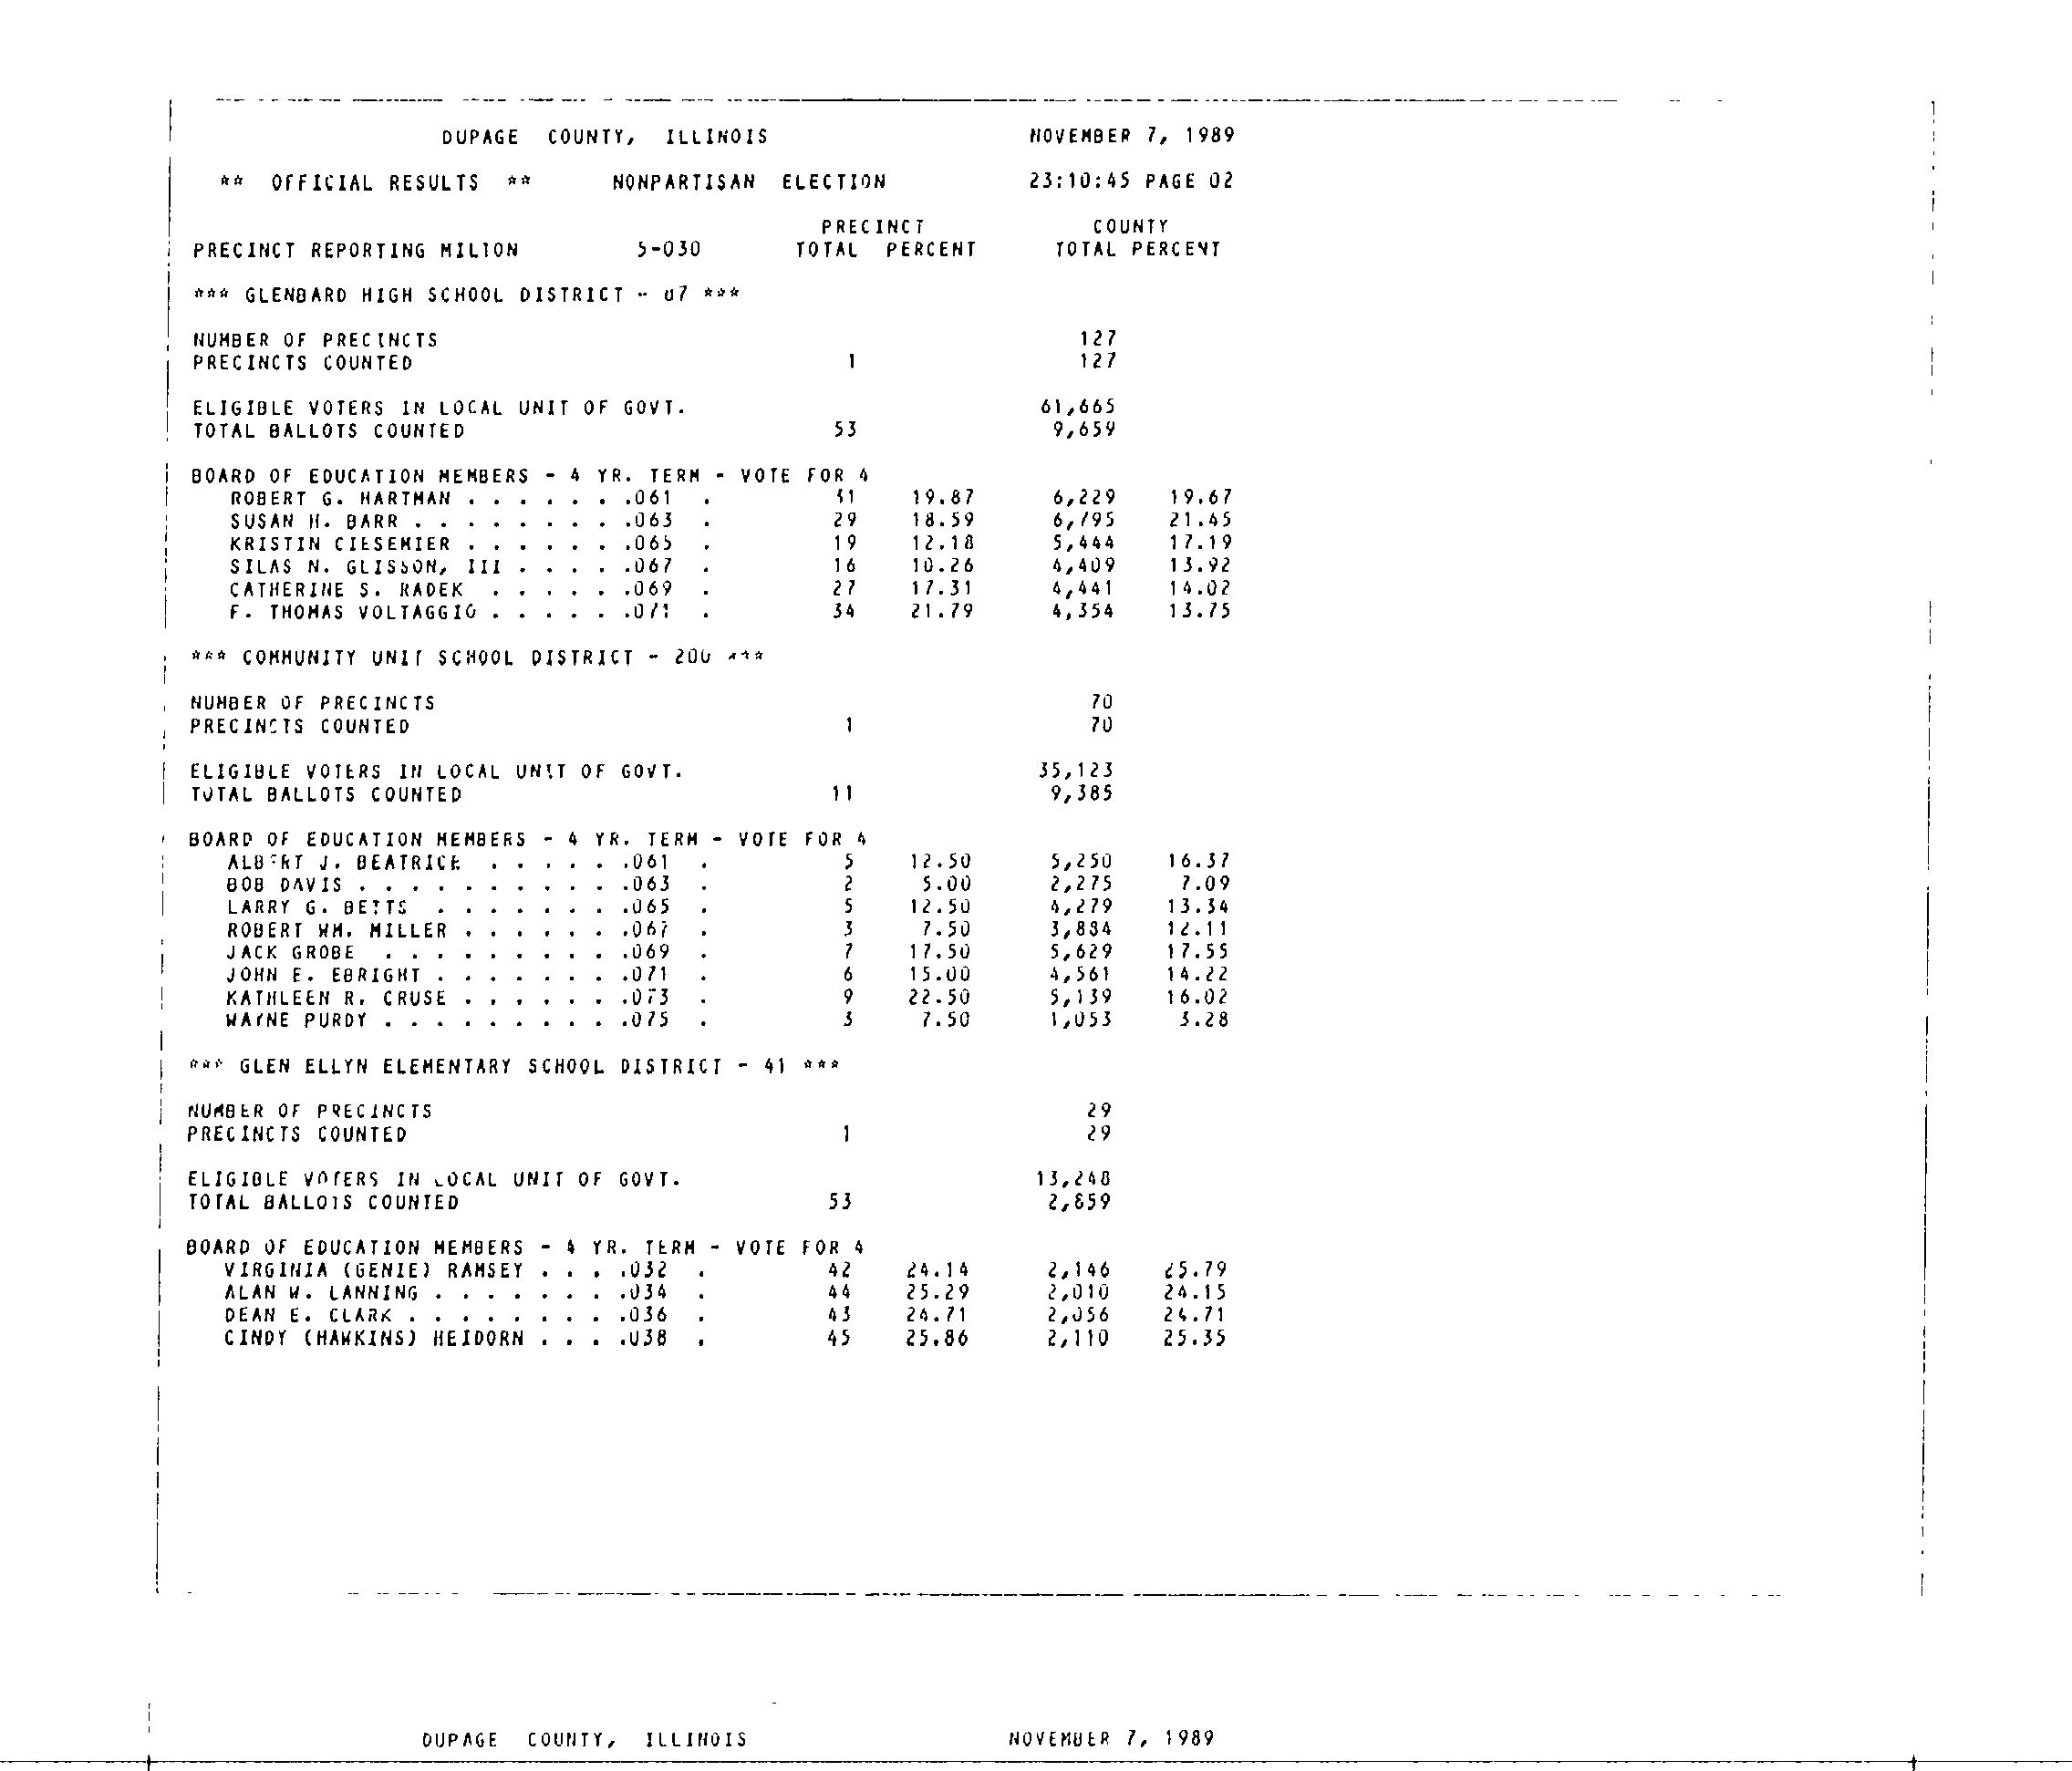 DUPAGE COUNTY, ILLINOIS NOVEMBER 7, 1989
** OFFICIAL RESULTS ** NONPARTISAN ELECTION 23:10:45 PAGE 02
PRECINCT COUNTY
PRECINCT REPORTING MILTON 5-030 TOTAL PERCENT TOTAL PERCENT
*** GLENBARD HIGH SCHOOL DISTRICT - 87 ***
NUMBER OF PRECINCTS 127
PRECINCTS COUNTED 1 127
ELIGIBLE VOTERS IN LOCAL UNIT OF GOVT. 61,665
TOTAL BALLOTS COUNTED 53 9,659
BOARD OF EDUCATION MEMBERS - 4 YR. TERM - VOTE FOR 4
ROBERT G. HARTMAN . . . . . . .061 . 31 19.87 6,229 19.67
SUSAN H. BARR . . . . . . . . .063 . 29 18.59 6,795 21.45
KRISTIN CIESEMIER . . . . . . .065 . 19 12.18 5,444 17.19
SILAS N. GLISSON, III . . . . .067 . 16 10.26 4,409 13.92
CATHERINE S. RADEK . . . . . .069 . 27 17.31 4,441 14.02
F. THOMAS VOLTAGGIO . . . . . .071 . 34 21.79 4,354 13.75
*** COMMUNITY UNIT SCHOOL DISTRICT - 200 ***
NUMBER OF PRECINCTS 70
PRECINCTS COUNTED 1 70
ELIGIBLE VOTERS IN LOCAL UNIT OF GOVT. 35,123
TOTAL BALLOTS COUNTED 11 9,385
BOARD OF EDUCATION MEMBERS - 4 YR. TERM - VOTE FOR 4
ALBERT J. BEATRICE . . . . . .061 . 5 12.50 5,250 16.37
BOB DAVIS . . . . . . . . . . .063 . 2 5.00 2,275 7.09
LARRY G. BETTS . . . . . . . .065 . 5 12.50 4,279 13.34
ROBERT WM. MILLER . . . . . . .067 . 3 7.50 3,884 12.11
JACK GROBE . . . . . . . . . .069 . 7 17.50 5,629 17.55
JOHN E. EBRIGHT . . . . . . . .071 . 6 15.00 4,561 14.22
KATHLEEN R. CRUSE . . . . . . .073 . 9 22.50 5,139 16.02
WAYNE PURDY . . . . . . . . . .075 . 3 7.50 1,053 3.28
*** GLEN ELLYN ELEMENTARY SCHOOL DISTRICT - 41 ***
NUMBER OF PRECINCTS 29
PRECINCTS COUNTED 1 29
ELIGIBLE VOTERS IN LOCAL UNIT OF GOVT. 13,248
TOTAL BALLOTS COUNTED 53 2,859
BOARD OF EDUCATION MEMBERS - 4 YR. TERM - VOTE FOR 4
VIRGINIA (GENIE) RAMSEY . . . .032 . 42 24.14 2,146 25.79
ALAN W. LANNING . . . . . . . .034 . 44 25.29 2,010 24.15
DEAN E. CLARK . . . . . . . . .036 . 43 24.71 2,056 24.71
CINDY (HAWKINS) HEIDORN . . . .038 . 45 25.86 2,110 25.35
DUPAGE COUNTY, ILLINOIS NOVEMBER 7, 1989